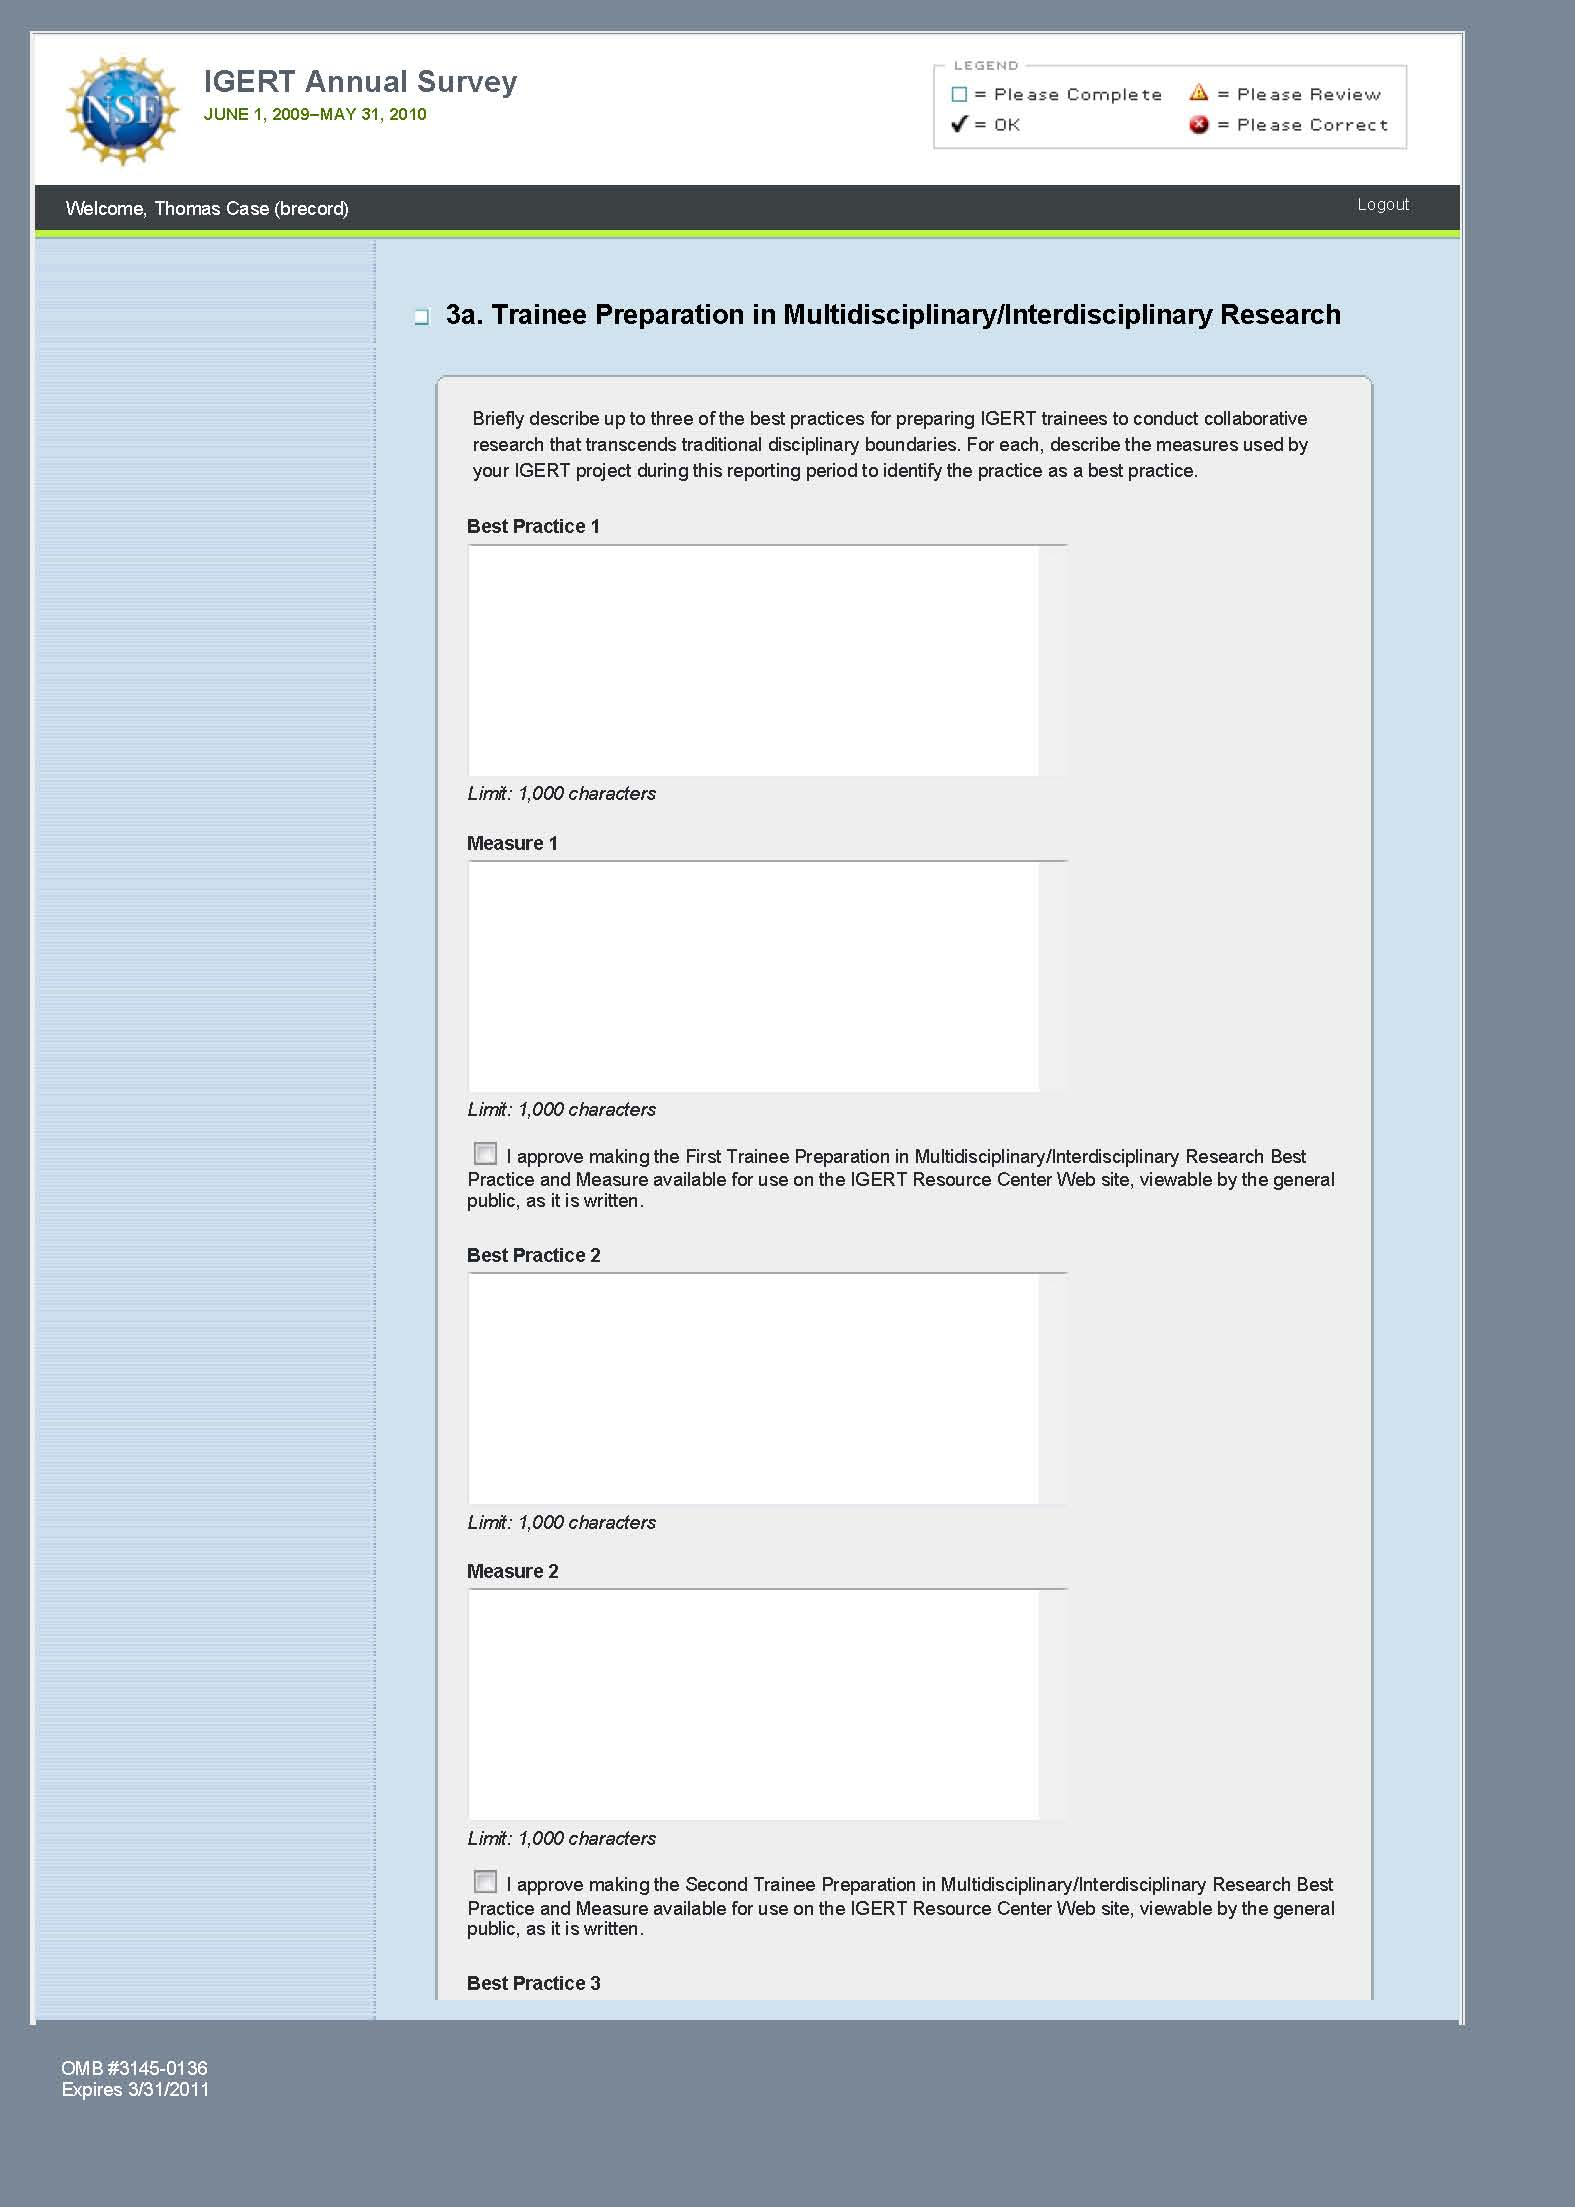 NSF
IGERT Annual Survey
JUNE 1, 2009–MAY 31, 2010
LEGEND
= Please Complete
= Please Review
= OK
= Please Correct
Welcome, Thomas Case (brecord)
Logout
3a. Trainee Preparation in Multidisciplinary/Interdisciplinary Research
Briefly describe up to three of the best practices for preparing IGERT trainees to conduct collaborative
research that transcends traditional disciplinary boundaries. For each, describe the measures used by
your IGERT project during this reporting period to identify the practice as a best practice.
Best Practice 1
Limit: 1,000 characters
Measure 1
Limit: 1,000 characters
I approve making the First Trainee Preparation in Multidisciplinary/Interdisciplinary Research Best
Practice and Measure available for use on the IGERT Resource Center Web site, viewable by the general
public, as it is written.
Best Practice 2
Limit: 1,000 characters
Measure 2
Limit: 1,000 characters
I approve making the Second Trainee Preparation in Multidisciplinary/Interdisciplinary Research Best
Practice and Measure available for use on the IGERT Resource Center Web site, viewable by the general
public, as it is written.
Best Practice 3
OMB #3145-0136
Expires 3/31/2011